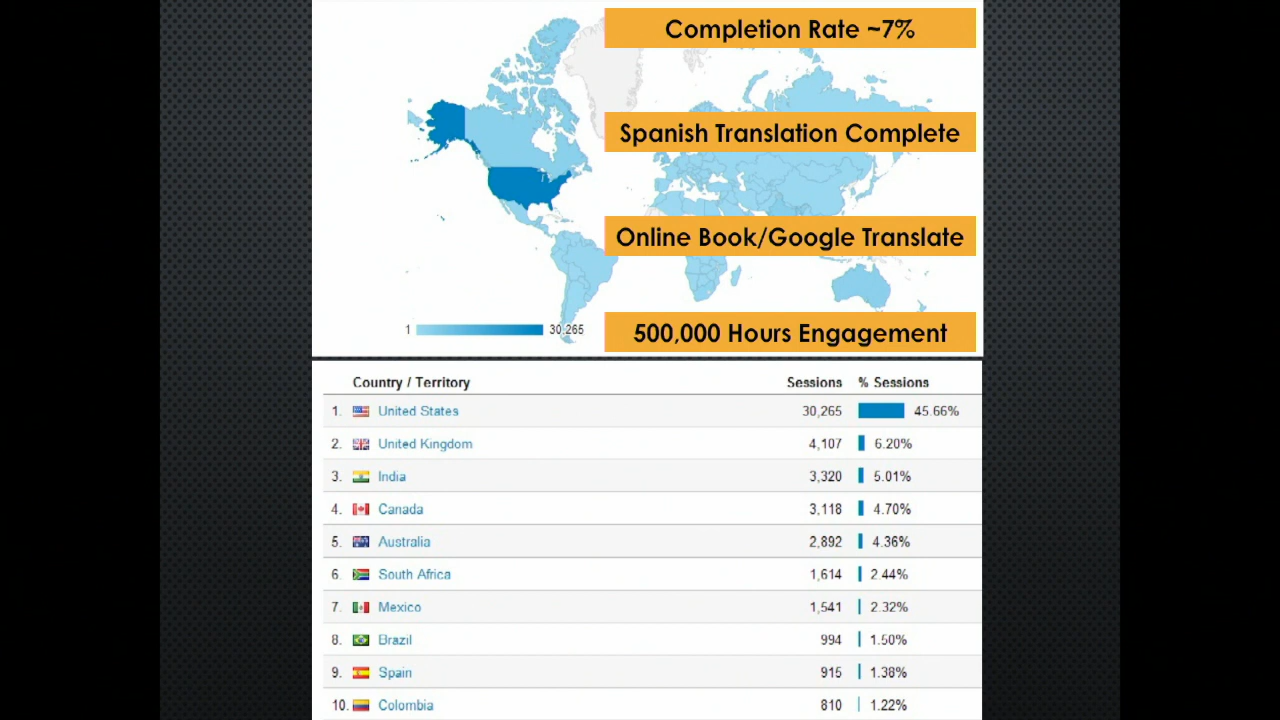 Completion Rate ~7%
Spanish Translation Complete
Online Book/Google Translate
1 30,265
500,000 Hours Engagement
Country / Territory Sessions % Sessions
1. United States 30,265 45.66%
2. United Kingdom 4,107 6.20%
3. India 3,320 5.01%
4. Canada 3,118 4.70%
5. Australia 2,892 4.36%
6. South Africa 1,614 2.44%
7. Mexico 1,541 2.32%
8. Brazil 994 1.50%
9. Spain 915 1.38%
10. Colombia 810 1.22%